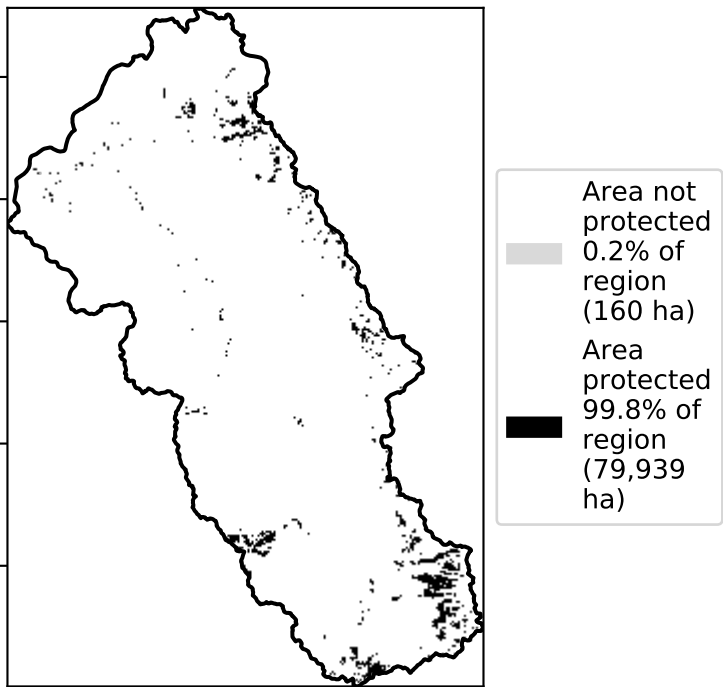 Area not
protected
0.2% of
region
(160 ha)
Area
protected
99.8% of
region
(79,939
ha)